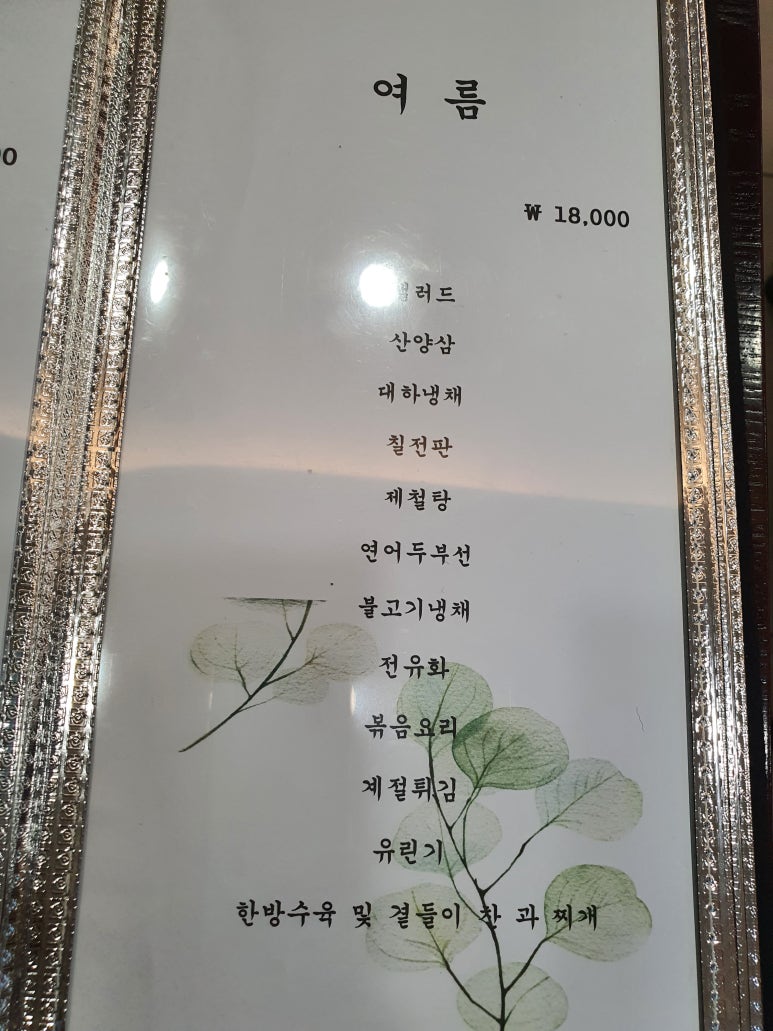 여 름
₩ 18,000
산양삼
대하냉채
칠전판
제철탕
연어두부선
불고기냉채
전유화
볶음요리
계절튀김
유린기
한방수육 및 곁들이 찬 과 찌개